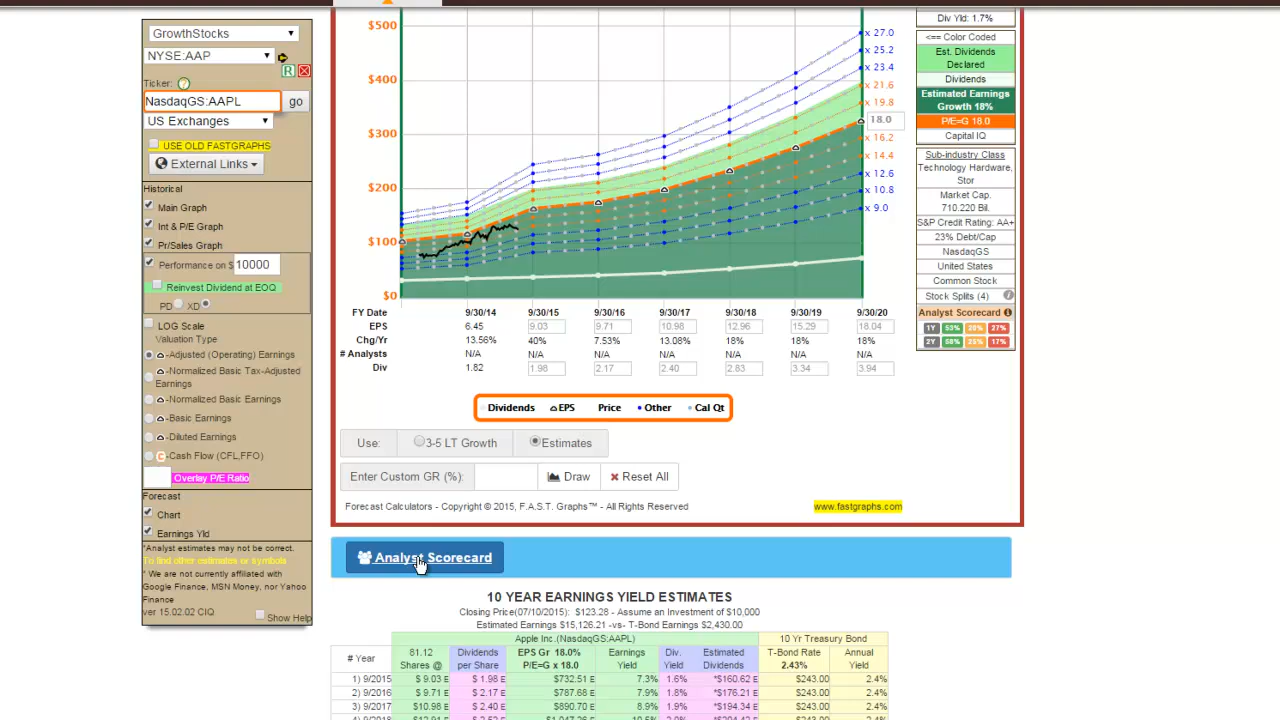 GrowthStocks
NYSE:AAP
R
Ticker: ?
NasdaqGS:AAPL go
US Exchanges
USE OLD FASTGRAPHS
External Links
Historical
Main Graph
Int & P/E Graph
Pr/Sales Graph
Performance on $ 10000
Reinvest Dividend at EOQ
PD XD
LOG Scale
Valuation Type
-Adjusted (Operating) Earnings
-Normalized Basic Tax-Adjusted
Earnings
-Normalized Basic Earnings
-Basic Earnings
-Diluted Earnings
C -Cash Flow (CFL,FFO)
Overlay P/E Ratio
Forecast
Chart
Earnings Yld
*Analyst estimates may not be correct.
To find other estimates or symbols
* We are not currently affiliated with
Google Finance, MSN Money, nor Yahoo
Finance
ver 15.02.02 CIQ
Show Help
$500
$400
$300
$200
$100
$0
x 27.0
x 25.2
x 23.4
x 21.6
x 19.8
18.0
x 16.2
x 14.4
x 12.6
x 10.8
x 9.0
FY Date 9/30/14 9/30/15 9/30/16 9/30/17 9/30/18 9/30/19 9/30/20
EPS 6.45 9.03 9.71 10.98 12.96 15.29 18.04
Chg/Yr 13.56% 40% 7.53% 13.08% 18% 18% 18%
# Analysts N/A N/A N/A N/A N/A N/A N/A
Div 1.82 1.98 2.17 2.40 2.83 3.34 3.94
Dividends EPS Price Other Cal Qt
Use: 3-5 LT Growth Estimates
Enter Custom GR (%): Draw Reset All
Forecast Calculators - Copyright © 2015, F.A.S.T. Graphs™ - All Rights Reserved www.fastgraphs.com
Div Yld: 1.7%
<== Color Coded
Est. Dividends
Declared
Dividends
Estimated Earnings
Growth 18%
P/E=G 18.0
Capital IQ
Sub-industry Class
Technology Hardware,
Stor
Market Cap.
710.220 Bil.
S&P Credit Rating: AA+
23% Debt/Cap
NasdaqGS
United States
Common Stock
Stock Splits (4)
Analyst Scorecard
1Y 53% 20% 27%
2Y 58% 25% 17%
Analyst Scorecard
10 YEAR EARNINGS YIELD ESTIMATES
Closing Price(07/10/2015): $123.28 - Assume an Investment of $10,000
Estimated Earnings $15,126.21 -vs- T-Bond Earnings $2,430.00
Apple Inc.(NasdaqGS:AAPL) 10 Yr Treasury Bond
# Year 81.12 Shares @ Dividends per Share EPS Gr 18.0% P/E=G x 18.0 Earnings Yield Div. Yield Estimated Dividends T-Bond Rate 2.43% Annual Yield
1) 9/2015 $ 9.03 E $ 1.98 E $732.51 E 7.3% 1.6% *$160.62 E $243.00 2.4%
2) 9/2016 $ 9.71 E $ 2.17 E $787.68 E 7.9% 1.8% *$176.21 E $243.00 2.4%
3) 9/2017 $10.98 E $ 2.40 E $890.70 E 8.9% 1.9% *$194.34 E $243.00 2.4%